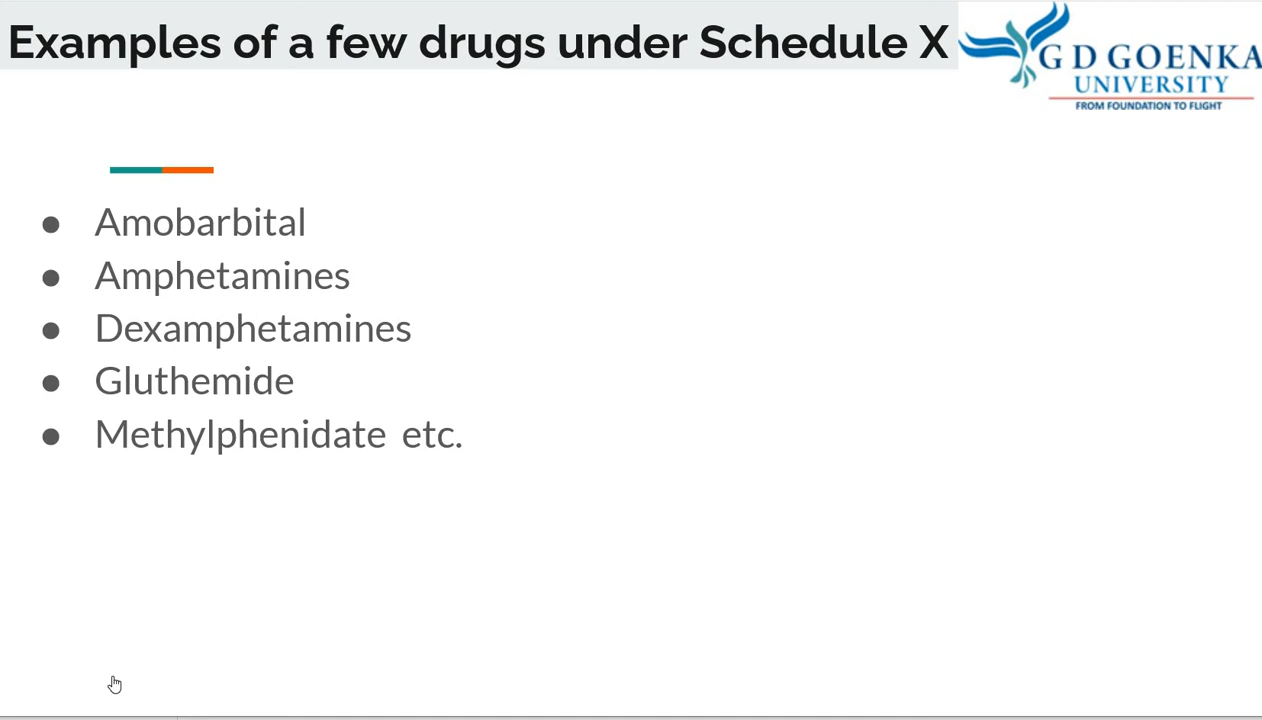 Examples of a few drugs under Schedule X
G D GOENKA
UNIVERSITY
FROM FOUNDATION TO FLIGHT
● Amobarbital
● Amphetamines
● Dexamphetamines
● Gluthemide
● Methylphenidate etc.